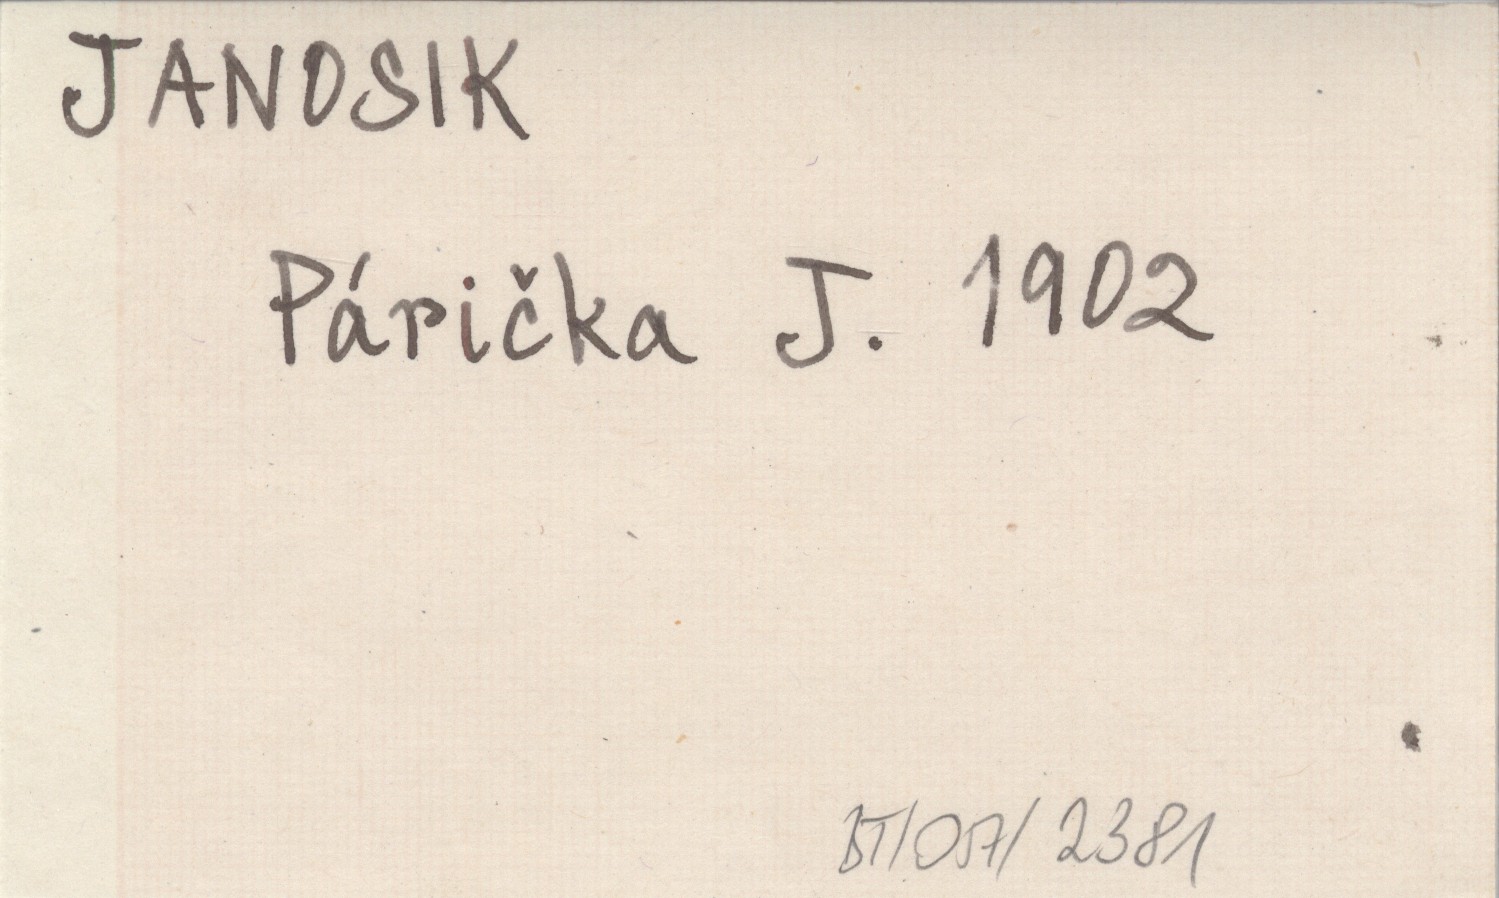 JANOSIK
Párička J. 1902
BT/057/2381